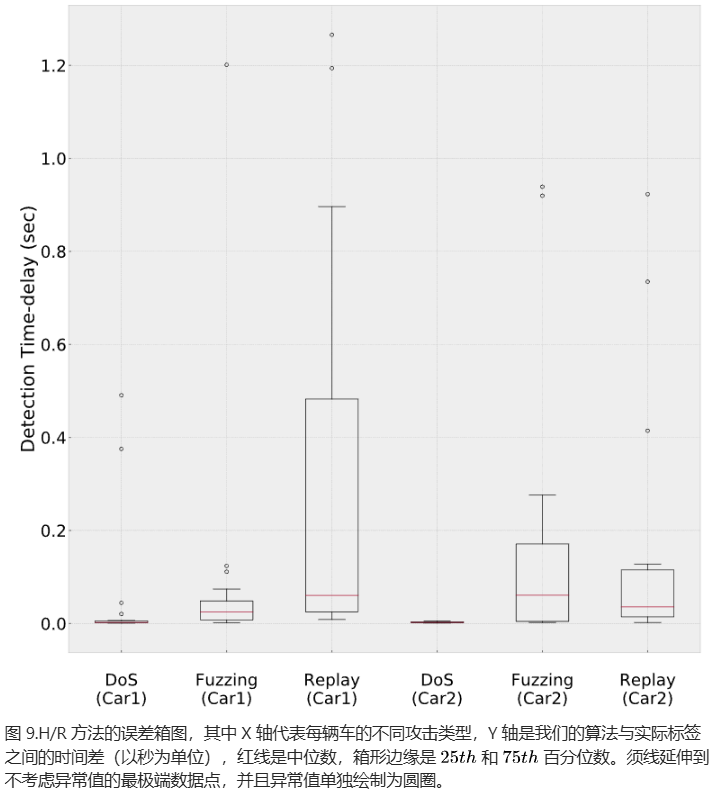 1.2
1.0
0.8
0.6
0.4
0.2
0.0
Detection Time-delay (sec)
DoS
(Car1)
Fuzzing
(Car1)
Replay
(Car1)
DoS
(Car2)
Fuzzing
(Car2)
Replay
(Car2)
图 9.H/R 方法的误差箱图，其中 X 轴代表每辆车的不同攻击类型，Y 轴是我们的算法与实际标签
之间的时间差（以秒为单位），红线是中位数，箱形边缘是 25th 和 75th 百分位数。须线延伸到
不考虑异常值的最极端数据点，并且异常值单独绘制为圆圈。